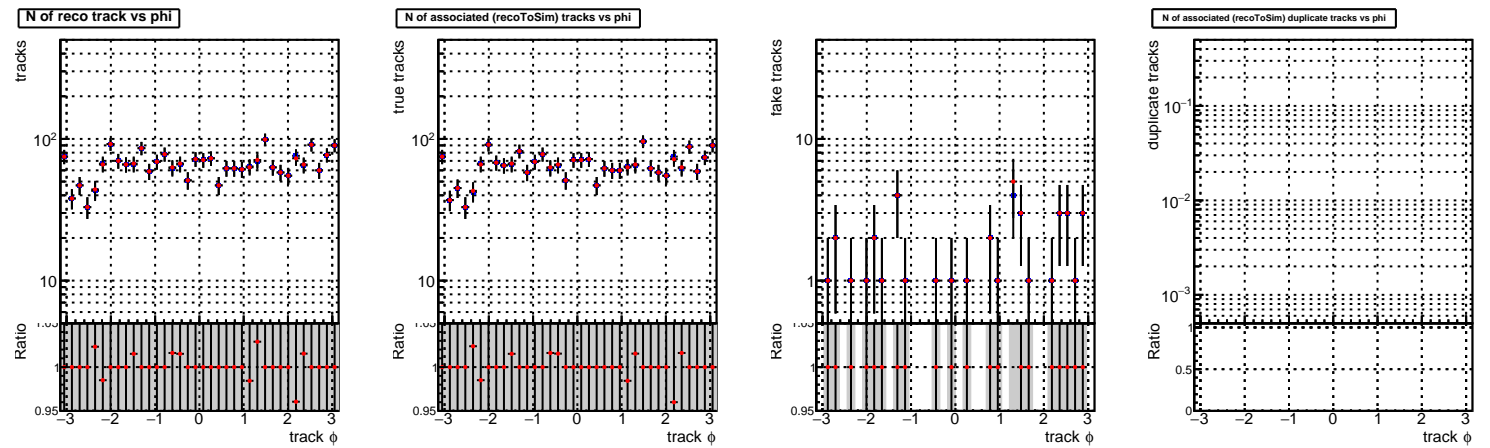 N of reco track vs phi
tracks
10²
10
Ratio
1.05
1
0.95
−3 −2 −1 0 1 2 3
track ϕ
N of associated (recoToSim) tracks vs phi
true tracks
10²
10
Ratio
1.05
1
0.95
−3 −2 −1 0 1 2 3
track ϕ
fake tracks
10
1
Ratio
1.05
1
0.95
−3 −2 −1 0 1 2 3
track ϕ
N of associated (recoToSim) duplicate tracks vs phi
duplicate tracks
10⁻¹
10⁻²
10⁻³
Ratio
1
0.5
0
−3 −2 −1 0 1 2 3
track ϕ